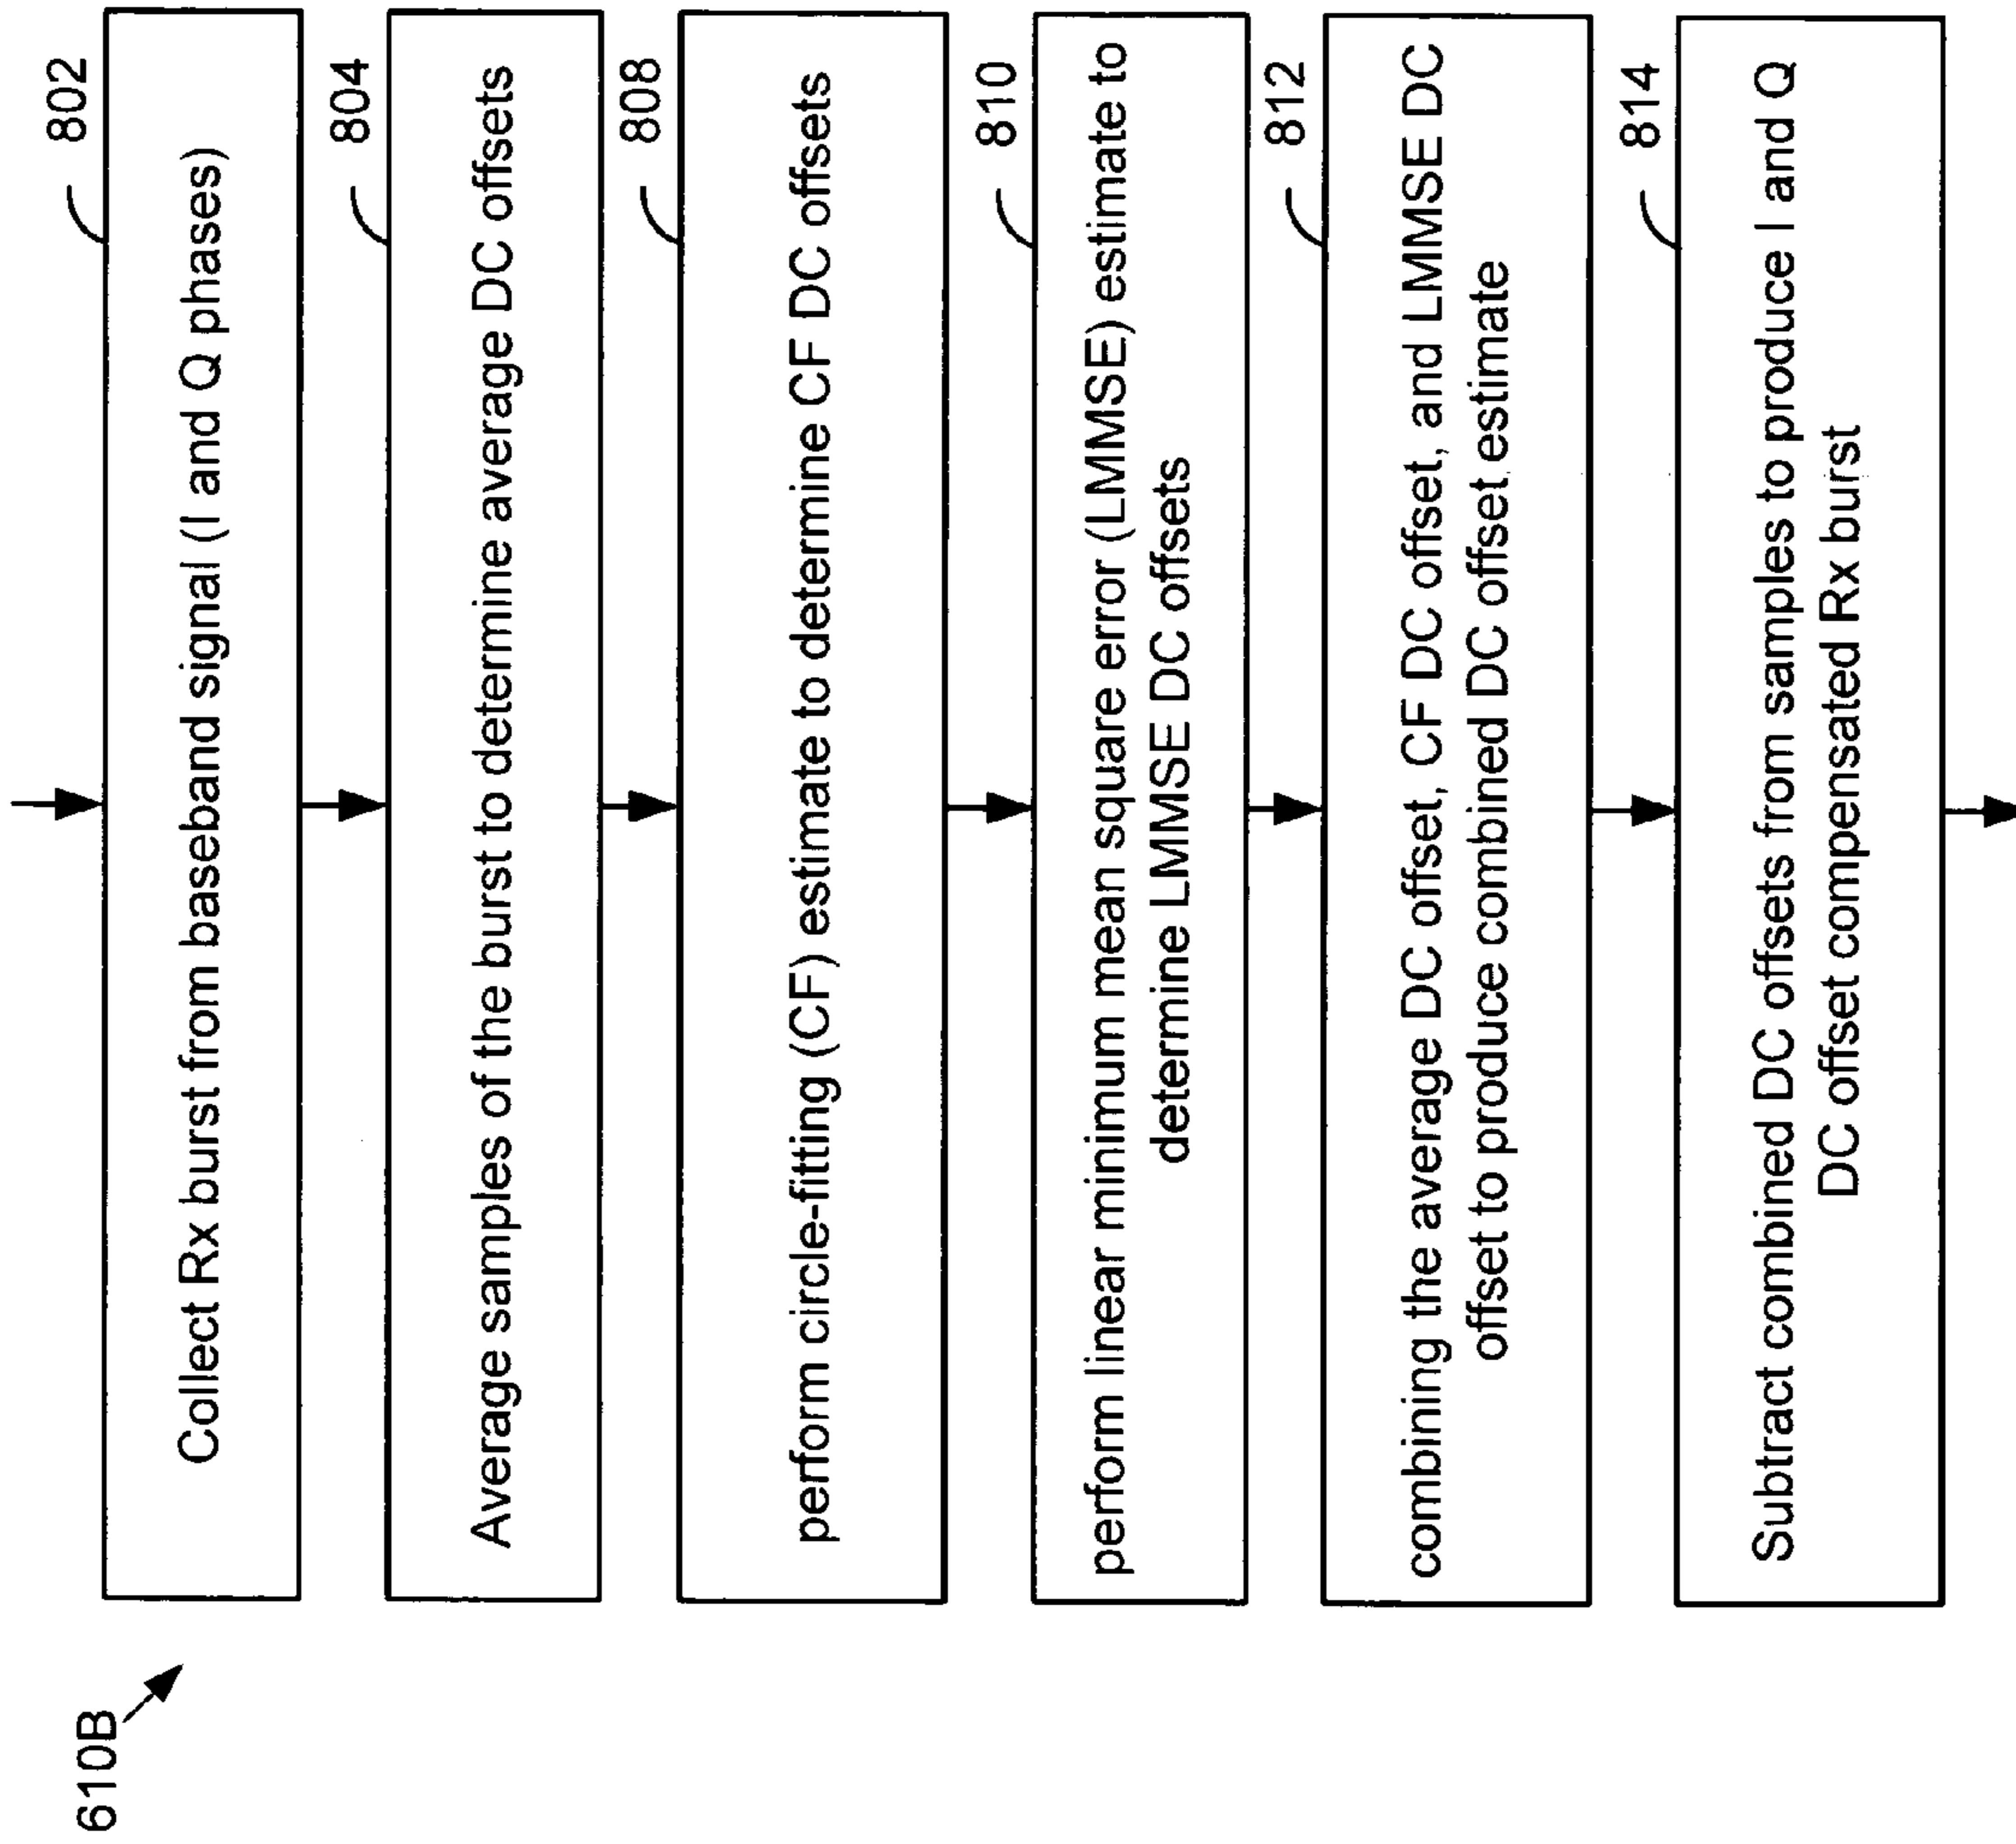 610B
802
Collect Rx burst from baseband signal (I and Q phases)
804
Average samples of the burst to determine average DC offsets
808
perform circle-fitting (CF) estimate to determine CF DC offsets
810
perform linear minimum mean square error (LMMSE) estimate to
determine LMMSE DC offsets
812
combining the average DC offset, CF DC offset, and LMMSE DC
offset to produce combined DC offset estimate
814
Subtract combined DC offsets from samples to produce I and Q
DC offset compensated Rx burst